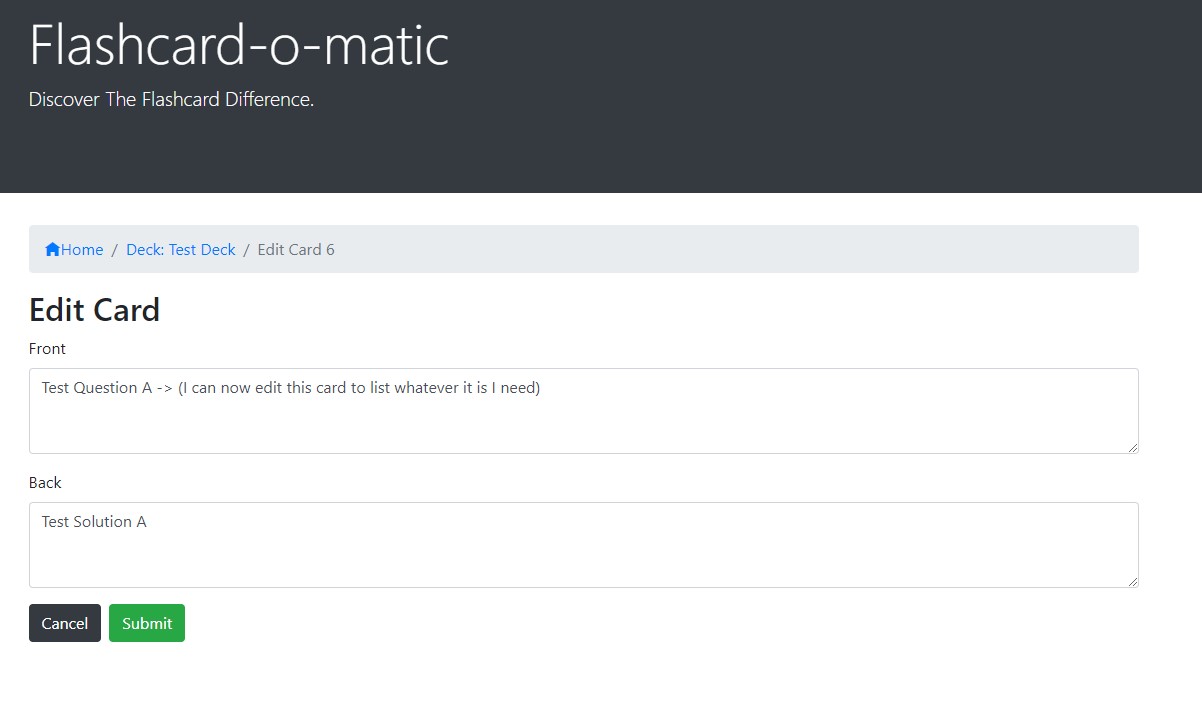 Flashcard-o-matic
Discover The Flashcard Difference.
Home / Deck: Test Deck / Edit Card 6
Edit Card
Front
Test Question A -> (I can now edit this card to list whatever it is I need)
Back
Test Solution A
Cancel Submit